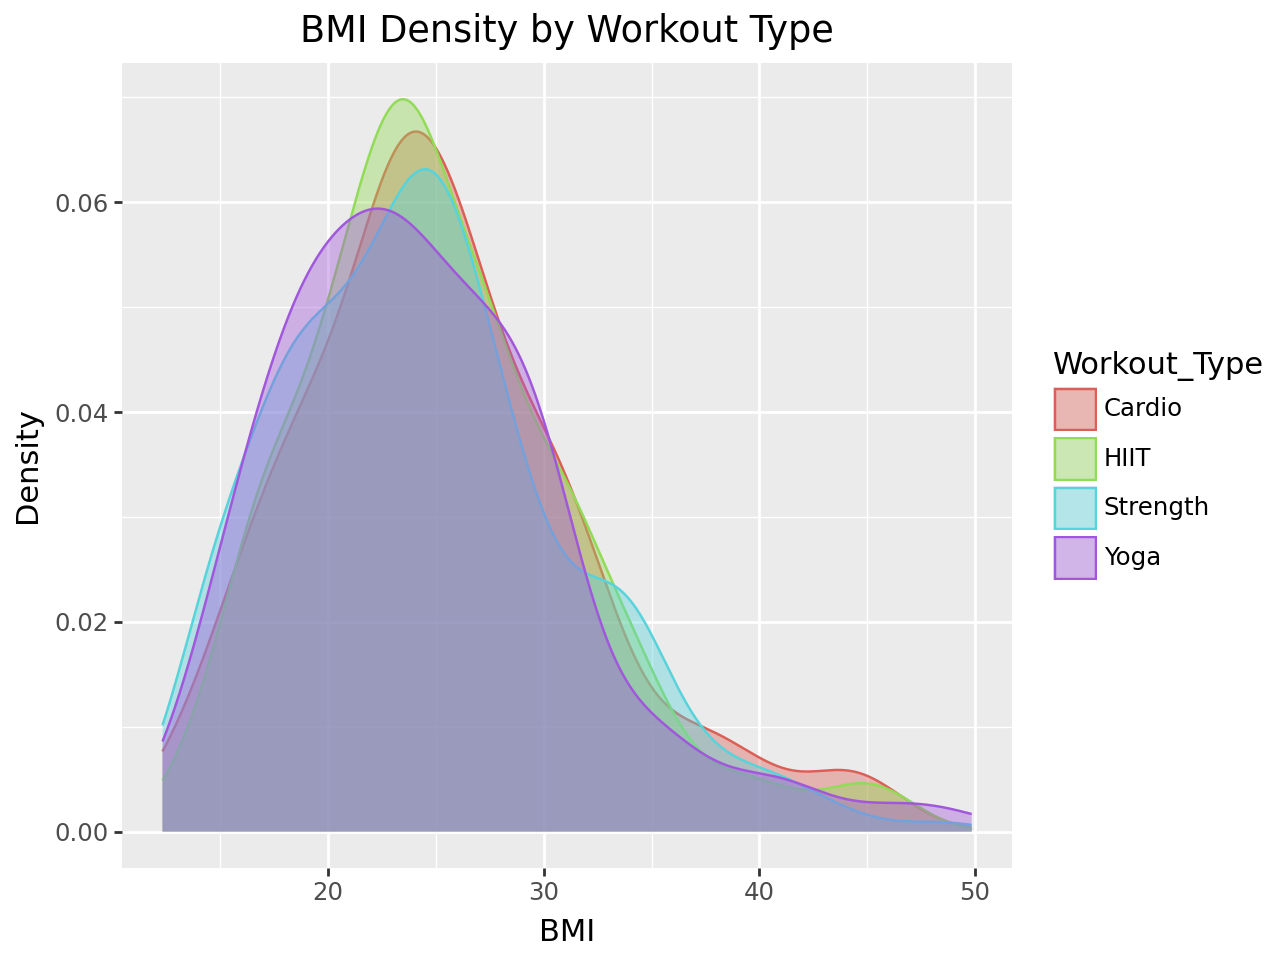 BMI Density by Workout Type
0.06
0.04
0.02
0.00
Density
20 30 40 50
BMI
Workout_Type
Cardio
HIIT
Strength
Yoga